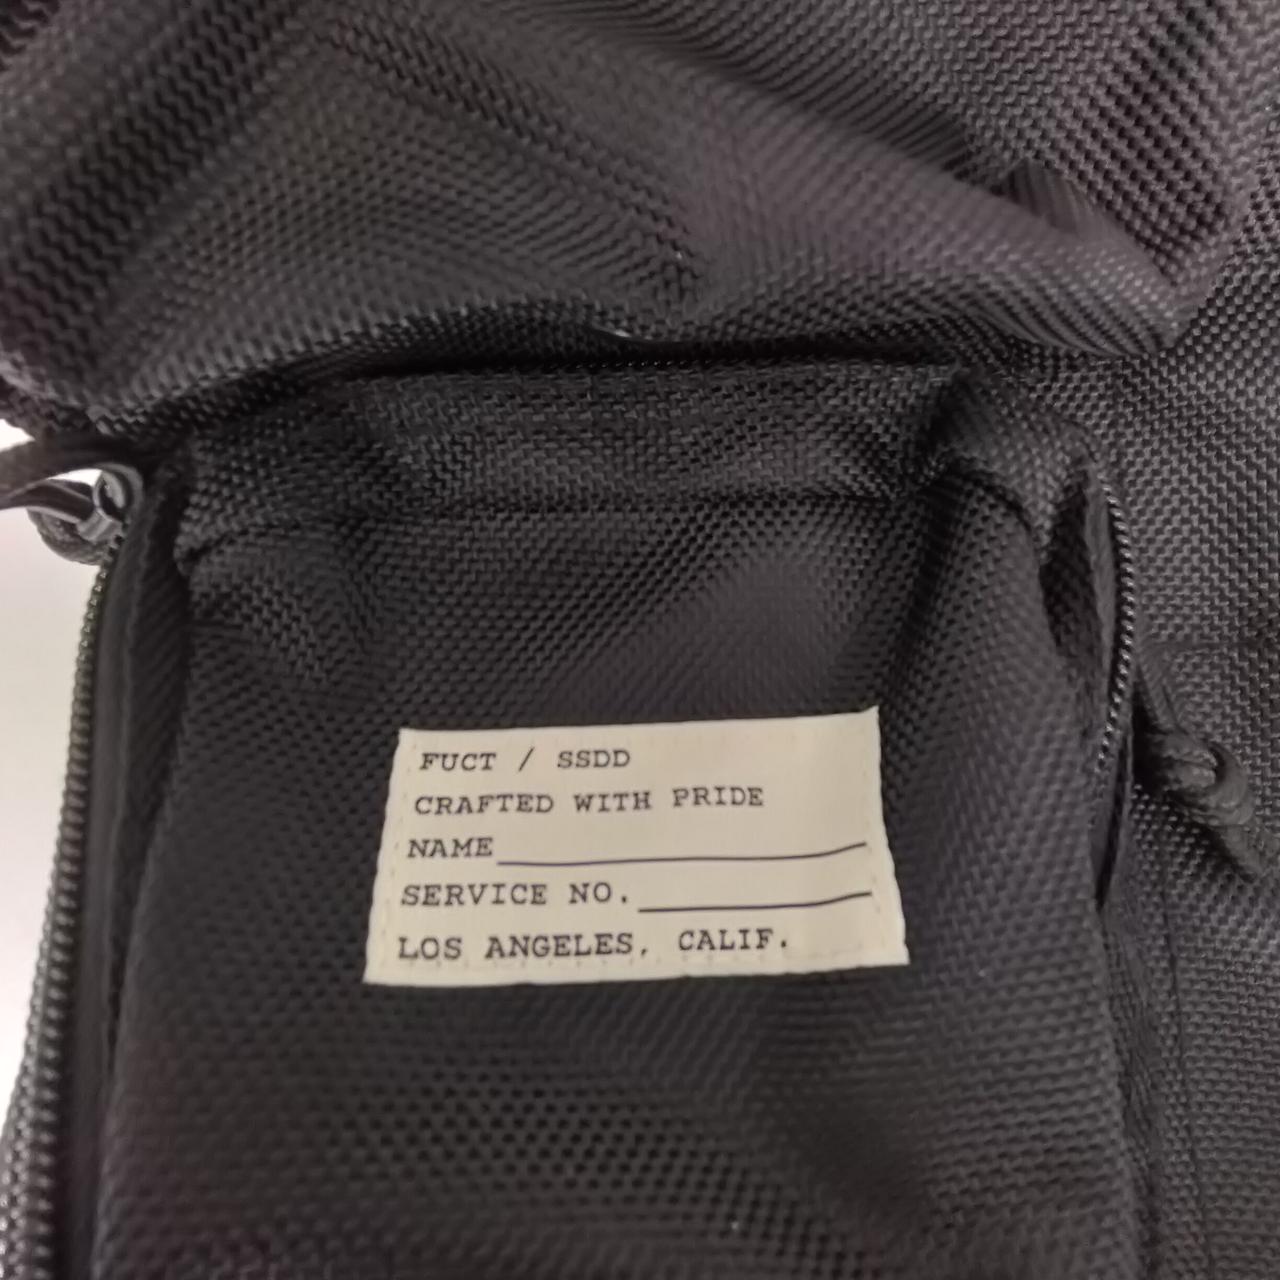 FUCT / SSDD
CRAFTED WITH PRIDE
NAME
SERVICE NO.
LOS ANGELES, CALIF.